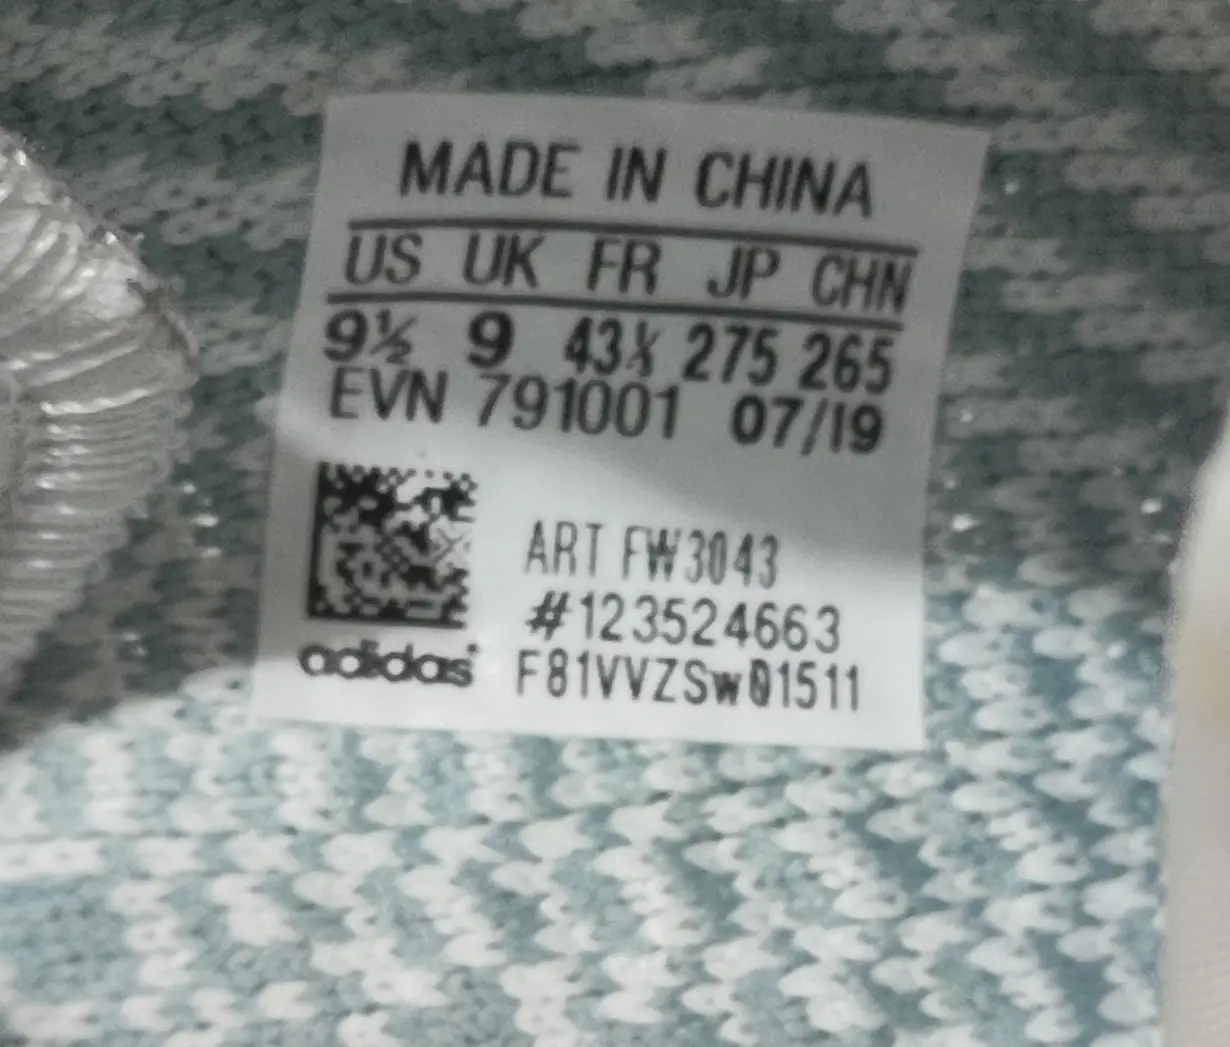 MADE IN CHINA
US UK FR JP CHN
9½ 9 43⅓ 275 265
EVN 791001 07/19
ART FW3043
#123524663
adidas F81VVZSw01511